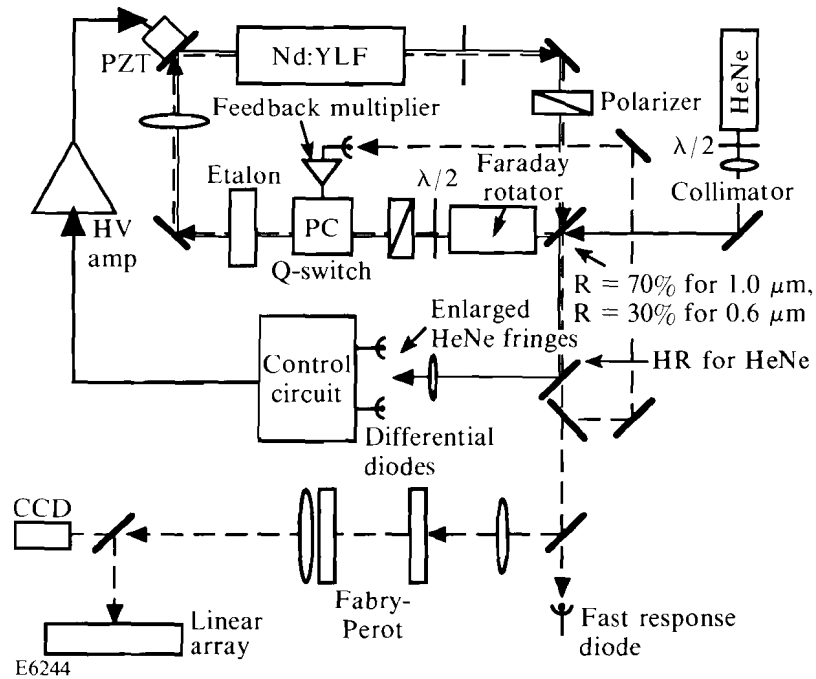 PZT
Nd:YLF
HeNe
Feedback multiplier
Polarizer
λ/2
Etalon
λ/2
Faraday
rotator
Collimator
HV
amp
PC
Q-switch
R = 70% for 1.0 μm,
R = 30% for 0.6 μm
Enlarged
HeNe fringes
Control
circuit
HR for HeNe
Differential
diodes
CCD
Fabry-
Perot
Fast response
diode
Linear
array
E6244